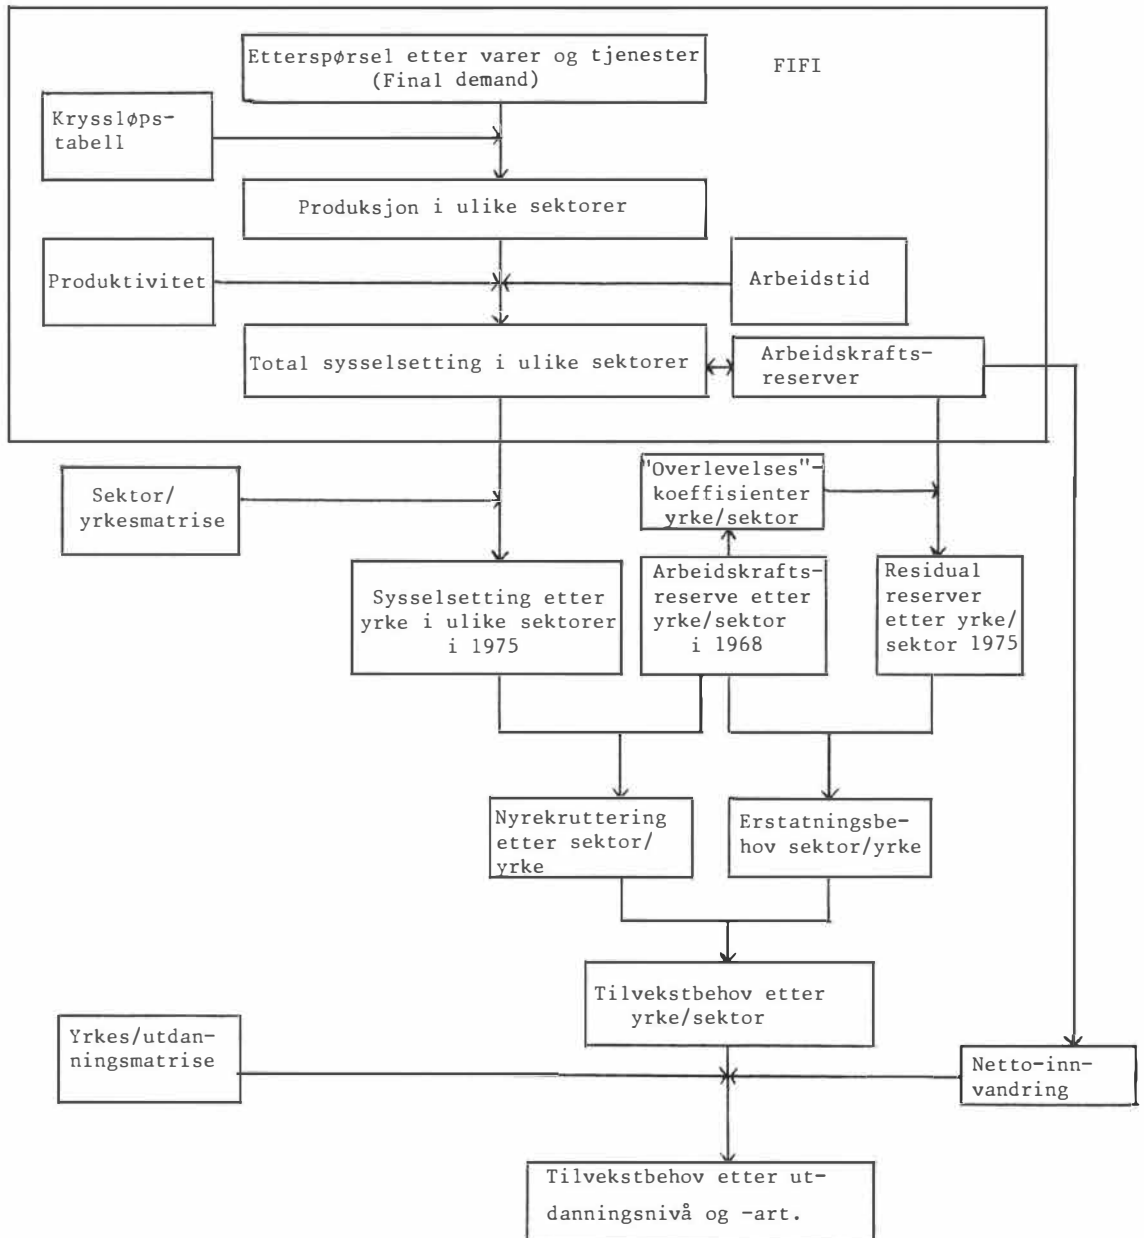 Etterspørsel etter varer og tjenester
(Final demand)
FIFI
Kryssløps-
tabell
Produksjon i ulike sektorer
Produktivitet
Arbeidstid
Total sysselsetting i ulike sektorer
Arbeidskrafts-
reserver
Sektor/
yrkesmatrise
"Overlevelses"-
koeffisienter
yrke/sektor
Sysselsetting etter
yrke i ulike sektorer
i 1975
Arbeidskrafts-
reserve etter
yrke/sektor
i 1968
Residual
reserver
etter yrke/
sektor 1975
Nyrekruttering
etter sektor/
yrke
Erstatningsbe-
hov sektor/yrke
Tilvekstbehov etter
yrke/sektor
Yrkes/utdan-
ningsmatrise
Netto-inn-
vandring
Tilvekstbehov etter ut-
danningsnivå og -art.